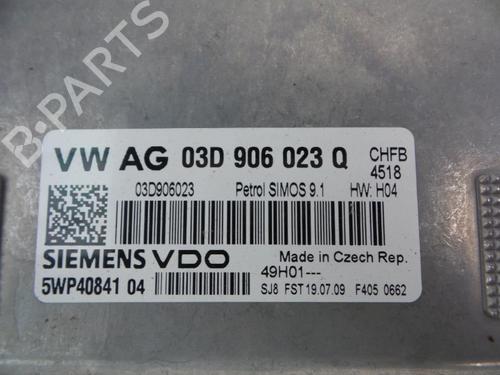 B-PARTS
VW AG 03D 906 023 Q CHFB
4518
03D906023 Petrol SIMOS 9.1 HW: H04
SIEMENS VDO Made in Czech Rep.
49H01---
5WP40841 04 SJ8 FST 19.07.09 F405 0662